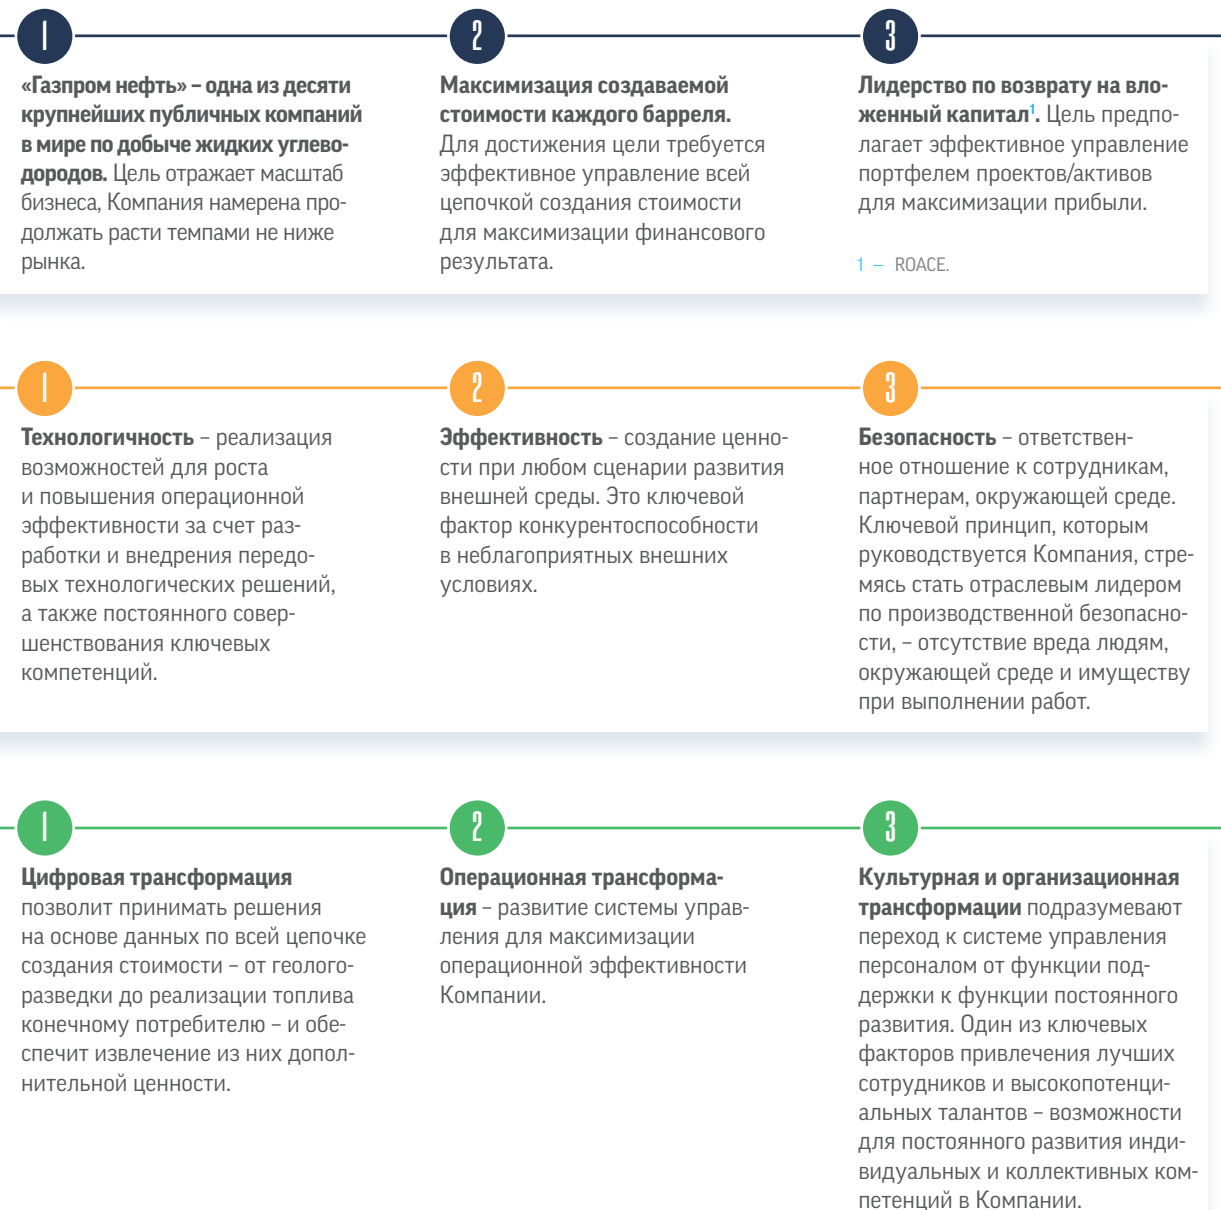 1
«Газпром нефть» – одна из десяти
крупнейших публичных компаний
в мире по добыче жидких углево-
дородов. Цель отражает масштаб
бизнеса, Компания намерена про-
должать расти темпами не ниже
рынка.
2
Максимизация создаваемой
стоимости каждого барреля.
Для достижения цели требуется
эффективное управление всей
цепочкой создания стоимости
для максимизации финансового
результата.
3
Лидерство по возврату на вло-
женный капитал¹. Цель предпо-
лагает эффективное управление
портфелем проектов/активов
для максимизации прибыли.
1 – ROACE.
1
Технологичность – реализация
возможностей для роста
и повышения операционной
эффективности за счет раз-
работки и внедрения передо-
вых технологических решений,
а также постоянного совер-
шенствования ключевых
компетенций.
2
Эффективность – создание ценно-
сти при любом сценарии развития
внешней среды. Это ключевой
фактор конкурентоспособности
в неблагоприятных внешних
условиях.
3
Безопасность – ответствен-
ное отношение к сотрудникам,
партнерам, окружающей среде.
Ключевой принцип, которым
руководствуется Компания, стре-
мясь стать отраслевым лидером
по производственной безопасно-
сти, – отсутствие вреда людям,
окружающей среде и имуществу
при выполнении работ.
1
Цифровая трансформация
позволит принимать решения
на основе данных по всей цепочке
создания стоимости – от геолого-
разведки до реализации топлива
конечному потребителю – и обе-
спечит извлечение из них допол-
нительной ценности.
2
Операционная трансформа-
ция – развитие системы управ-
ления для максимизации
операционной эффективности
Компании.
3
Культурная и организационная
трансформации подразумевают
переход к системе управления
персоналом от функции под-
держки к функции постоянного
развития. Один из ключевых
факторов привлечения лучших
сотрудников и высокопотенци-
альных талантов – возможности
для постоянного развития инди-
видуальных и коллективных ком-
петенций в Компании.